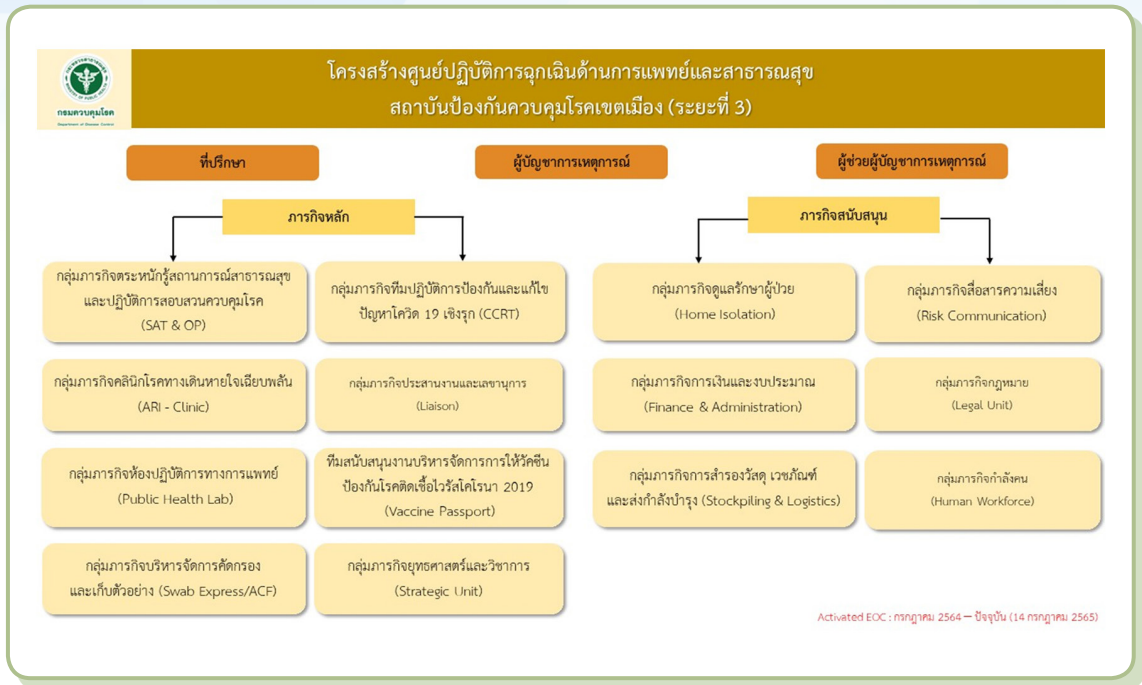 โครงสร้างศูนย์ปฏิบัติการฉุกเฉินด้านการแพทย์และสาธารณสุข
สถาบันป้องกันควบคุมโรคเขตเมือง (ระยะที่ 3)
กรมควบคุมโรค
Department of Disease Control
ที่ปรึกษา
ผู้บัญชาการเหตุการณ์
ผู้ช่วยผู้บัญชาการเหตุการณ์
ภารกิจหลัก
ภารกิจสนับสนุน
กลุ่มภารกิจตระหนักรู้สถานการณ์สาธารณสุข
และปฏิบัติการสอบสวนควบคุมโรค
(SAT & OP)
กลุ่มภารกิจทีมปฏิบัติการป้องกันและแก้ไข
ปัญหาโควิด 19 เชิงรุก (CCRT)
กลุ่มภารกิจดูแลรักษาผู้ป่วย
(Home Isolation)
กลุ่มภารกิจสื่อสารความเสี่ยง
(Risk Communication)
กลุ่มภารกิจคลินิกโรคทางเดินหายใจเฉียบพลัน
(ARI - Clinic)
กลุ่มภารกิจประสานงานและเลขานุการ
(Liaison)
กลุ่มภารกิจการเงินและงบประมาณ
(Finance & Administration)
กลุ่มภารกิจกฎหมาย
(Legal Unit)
กลุ่มภารกิจห้องปฏิบัติการทางการแพทย์
(Public Health Lab)
ทีมสนับสนุนงานบริหารจัดการการให้วัคซีน
ป้องกันโรคติดเชื้อไวรัสโคโรนา 2019
(Vaccine Passport)
กลุ่มภารกิจการสำรองวัสดุ เวชภัณฑ์
และส่งกำลังบำรุง (Stockpiling & Logistics)
กลุ่มภารกิจกำลังคน
(Human Workforce)
กลุ่มภารกิจบริหารจัดการคัดกรอง
และเก็บตัวอย่าง (Swab Express/ACF)
กลุ่มภารกิจยุทธศาสตร์และวิชาการ
(Strategic Unit)
Activated EOC : กรกฎาคม 2564 – ปัจจุบัน (14 กรกฎาคม 2565)